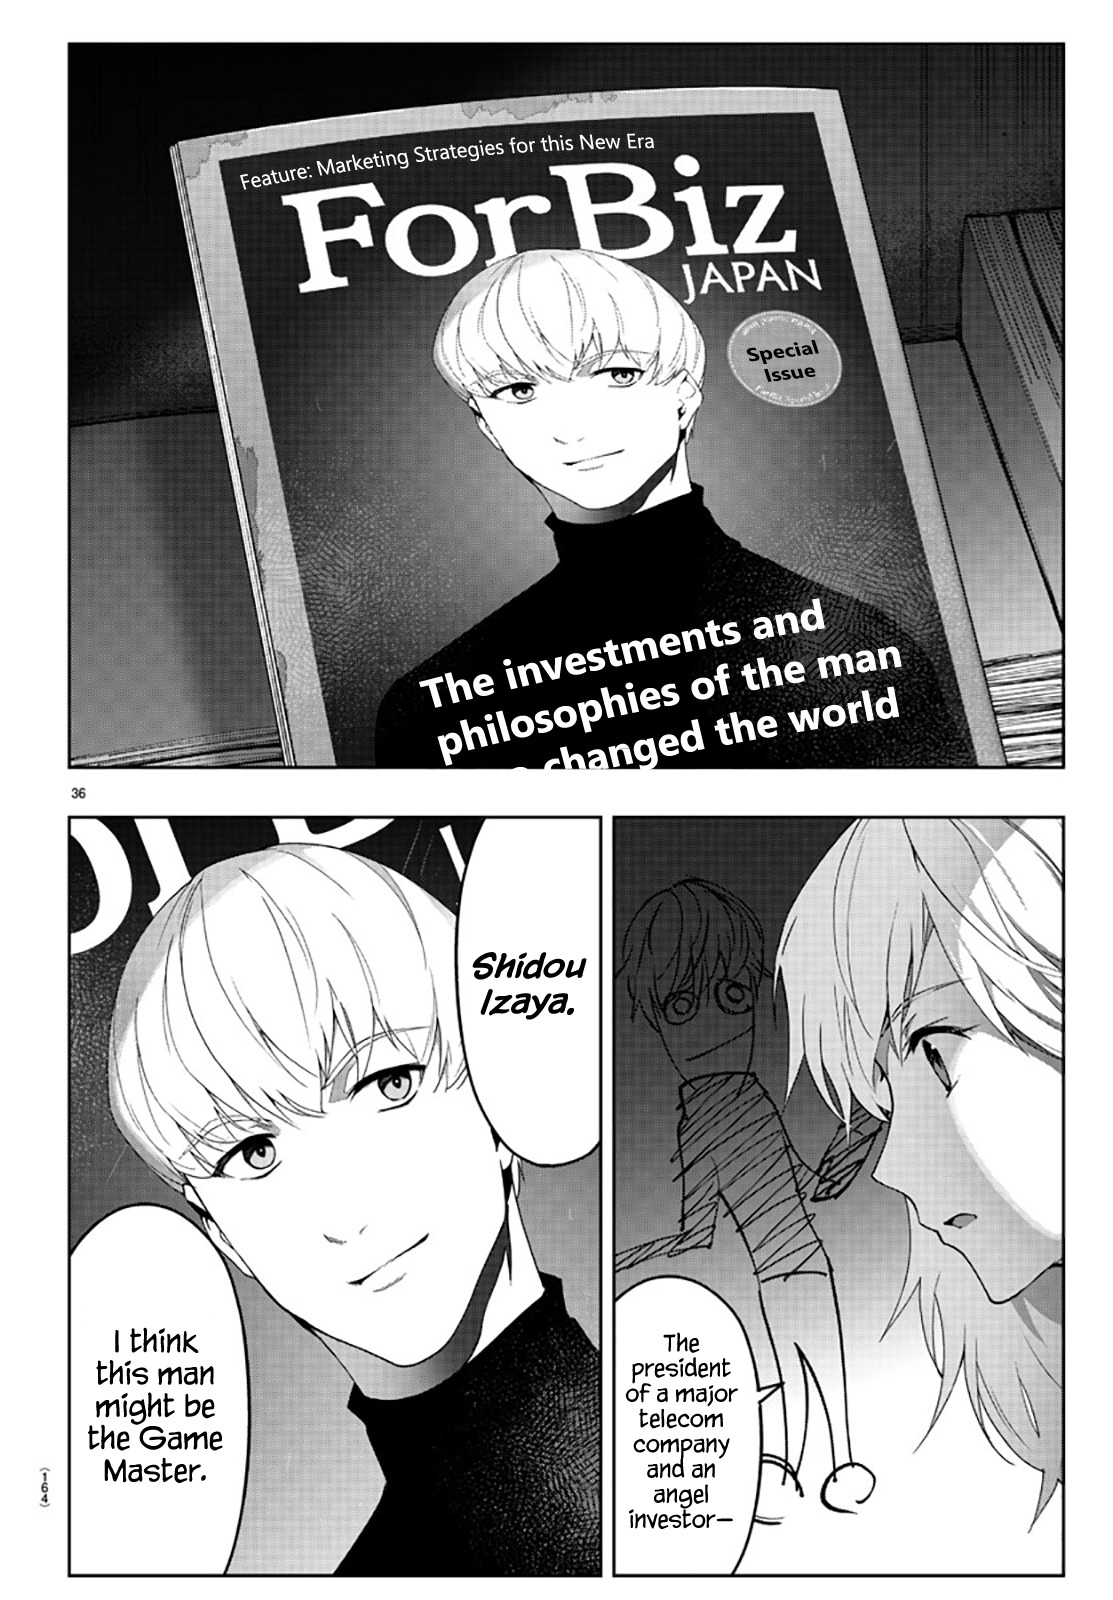 Feature: Marketing Strategies for this New Era
ForBiz
JAPAN
Special
Issue
The investments and
philosophies of the man
changed the world
36
The
president
of a major
telecom
company
and an
angel
investor—
Shidou
Izaya.
I think
this man
might be
the Game
Master.
(164)